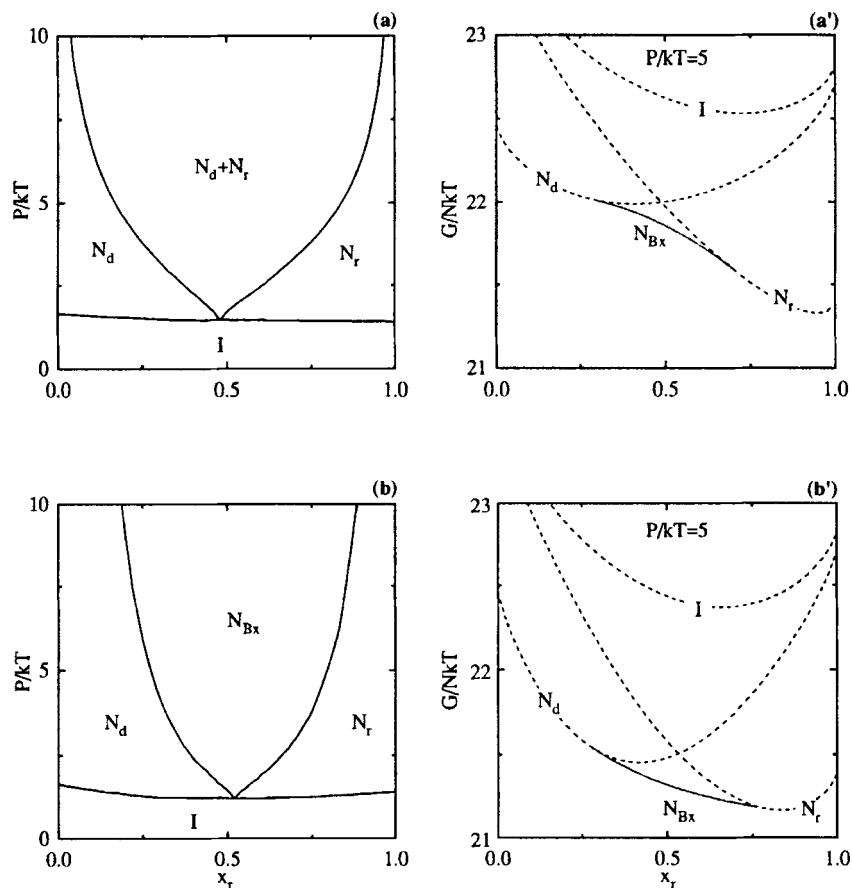 (a)
10
5
0
P/kT
N_d+N_r
N_d
N_r
I
0.0
0.5
1.0
(a')
23
22
21
G/NkT
P/kT=5
I
N_d
N_Bx
N_r
0.0
0.5
1.0
(b)
10
5
0
P/kT
N_Bx
N_d
N_r
I
0.0
0.5
1.0
x_r
(b')
23
22
21
G/NkT
P/kT=5
I
N_d
N_Bx
N_r
0.0
0.5
1.0
x_r